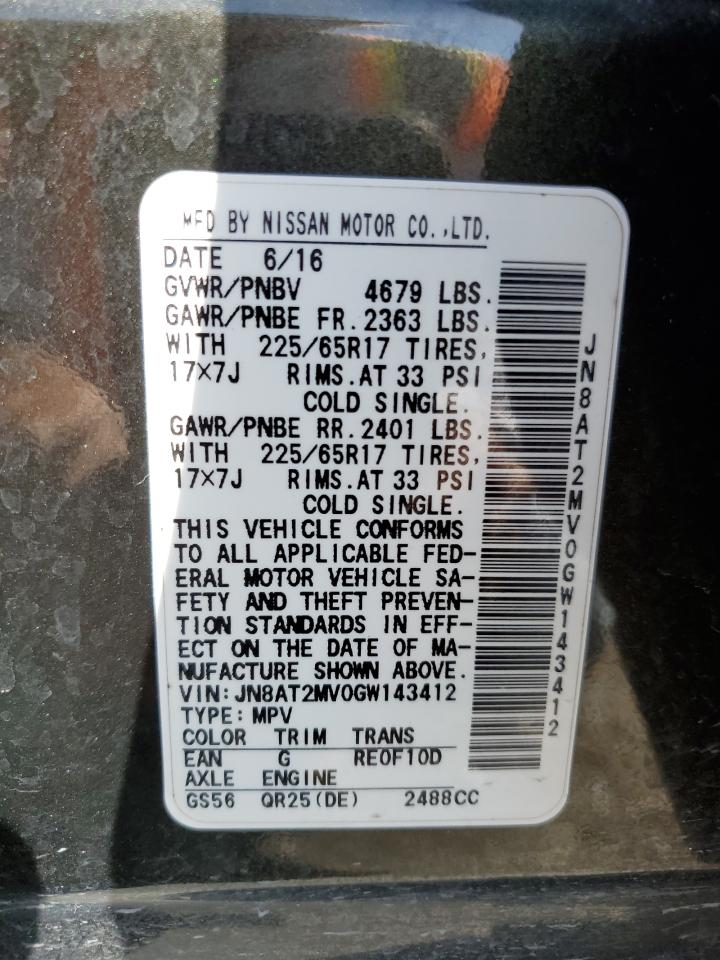 MFD BY NISSAN MOTOR CO.,LTD.
DATE 6/16
GVWR/PNBV 4679 LBS.
GAWR/PNBE FR.2363 LBS.
WITH 225/65R17 TIRES,
17×7J RIMS.AT 33 PSI
COLD SINGLE.
GAWR/PNBE RR.2401 LBS.
WITH 225/65R17 TIRES,
17×7J RIMS.AT 33 PSI
COLD SINGLE.
THIS VEHICLE CONFORMS
TO ALL APPLICABLE FED-
ERAL MOTOR VEHICLE SA-
FETY AND THEFT PREVEN-
TION STANDARDS IN EFF-
ECT ON THE DATE OF MA-
NUFACTURE SHOWN ABOVE.
VIN:JN8AT2MV0GW143412
TYPE:MPV
COLOR TRIM TRANS
EAN G RE0F10D
AXLE ENGINE
GS56 QR25(DE) 2488CC
JN8AT2MV0GW143412